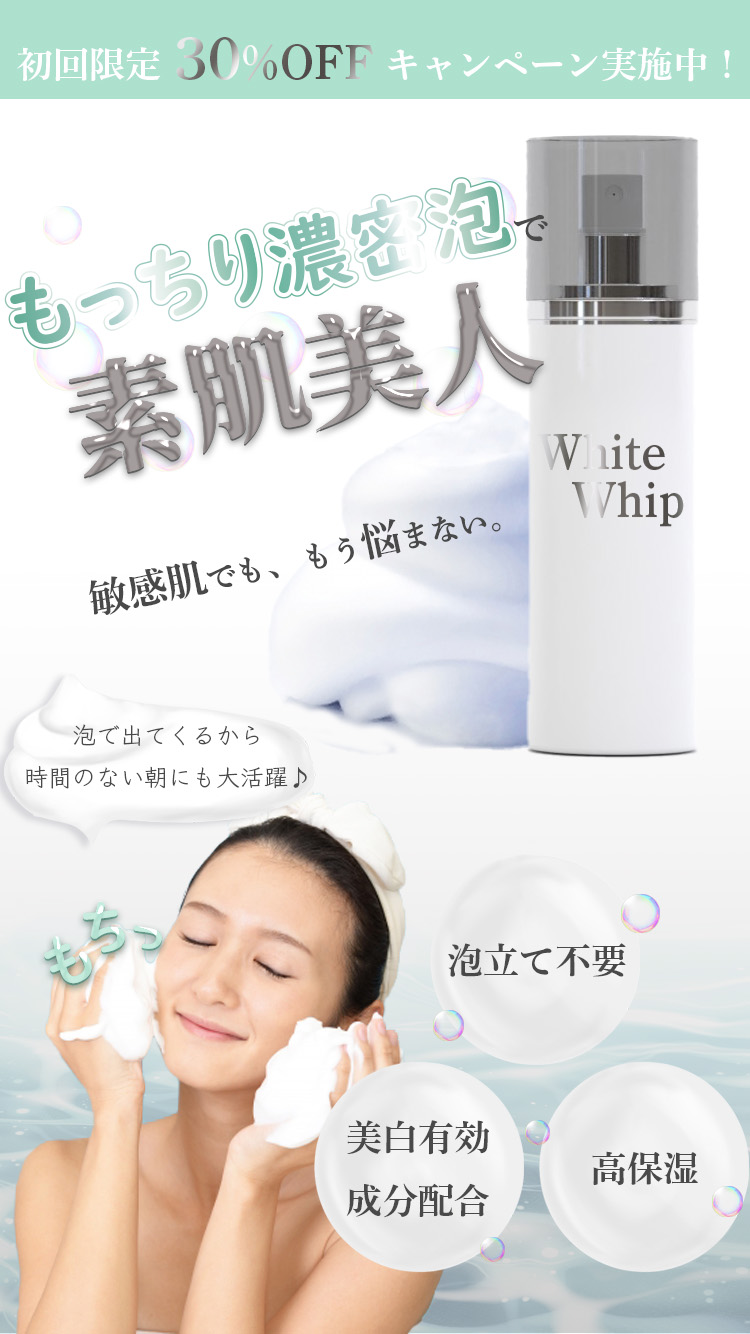 初回限定 30%OFF キャンペーン実施中！
もっちり濃密泡で
素肌美人
White
Whip
敏感肌でも、もう悩まない。
泡で出てくるから
時間のない朝にも大活躍♪
もちっ
泡立て不要
美白有効
成分配合
高保湿